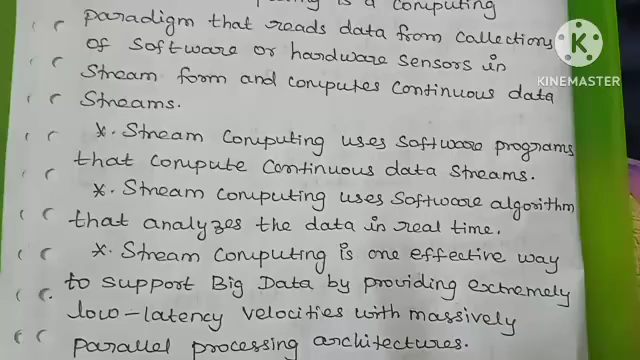 is a computing
paradigm that reads data from collections
of software or hardware sensors in
stream form and computes continuous data
streams.
*. Stream computing uses software programs
that compute continuous data streams.
*. Stream computing uses software algorithm
that analyzes the data in real time.
*. Stream computing is one effective way
to support Big Data by providing extremely
low-latency velocities with massively
parallel processing architectures.
KINEMASTER